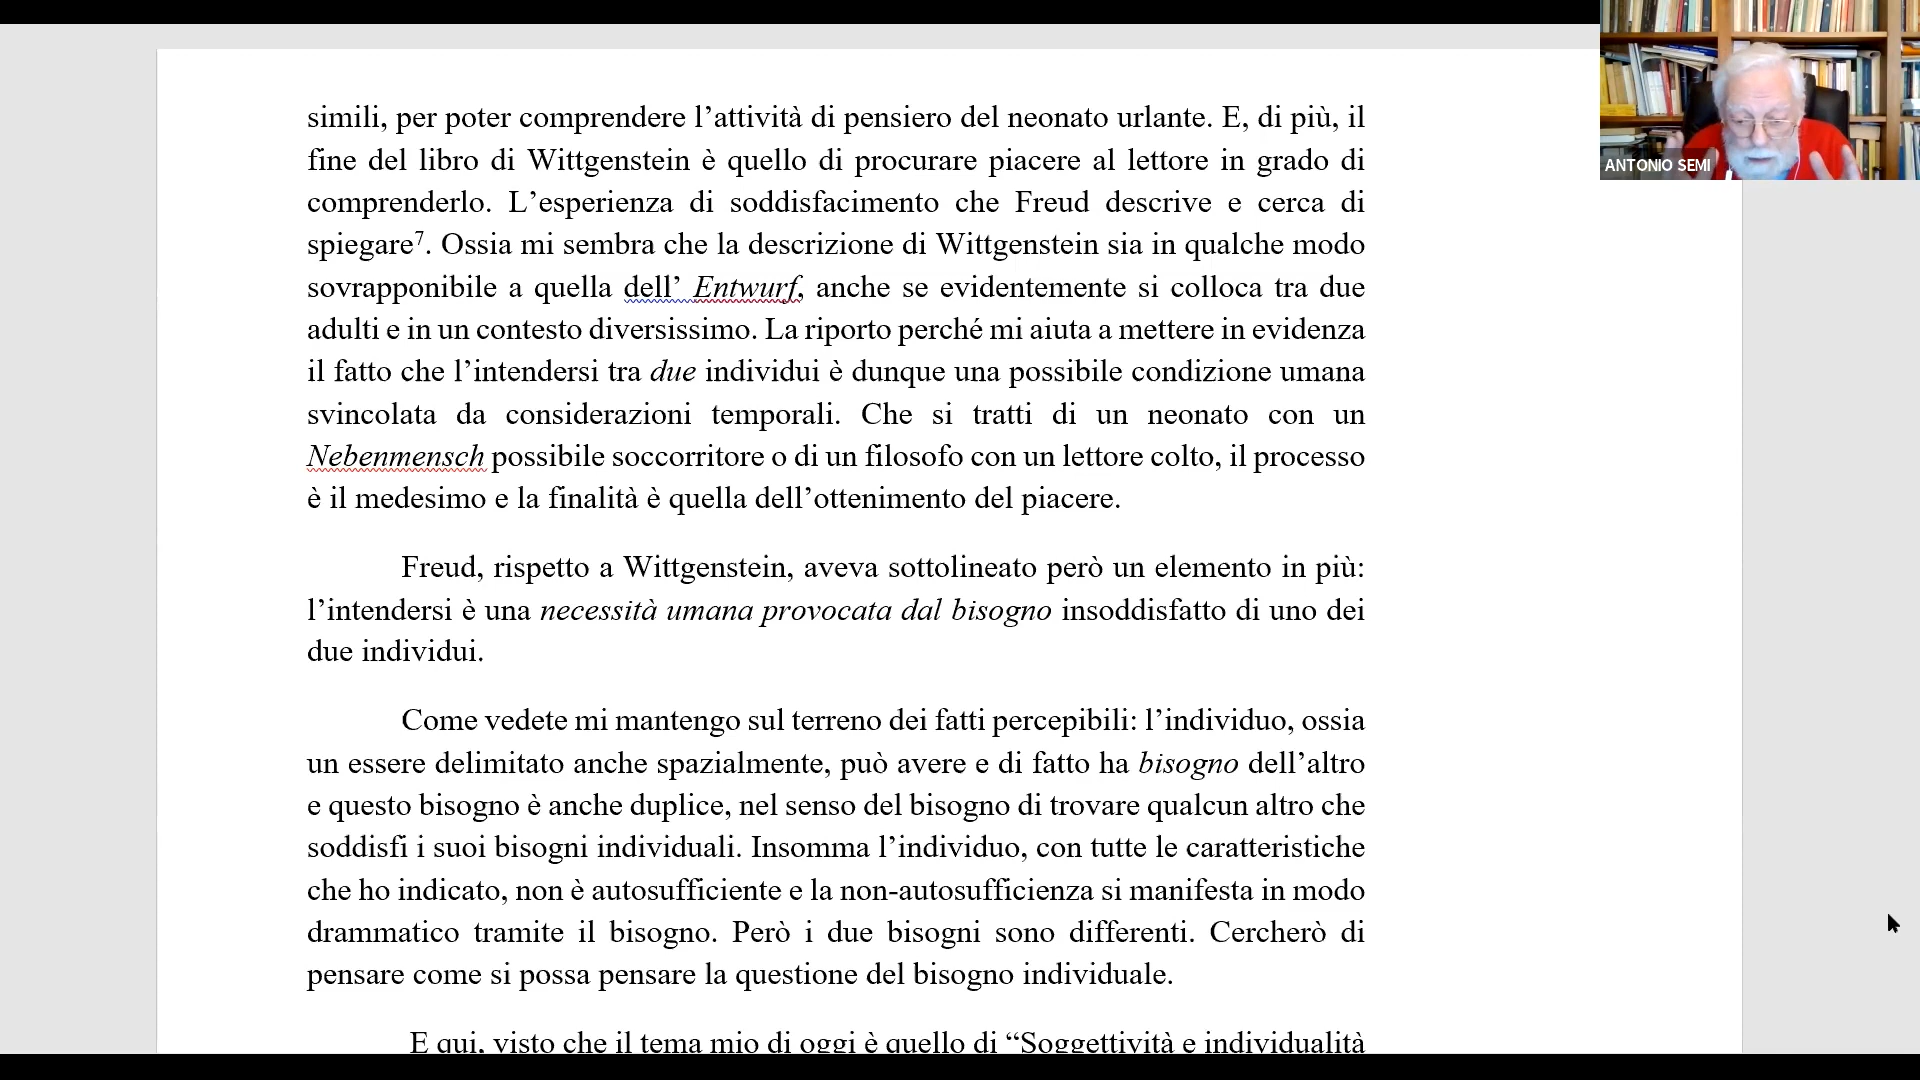 simili, per poter comprendere l’attività di pensiero del neonato urlante. E, di più, il
fine del libro di Wittgenstein è quello di procurare piacere al lettore in grado di
comprenderlo. L’esperienza di soddisfacimento che Freud descrive e cerca di
spiegare⁷. Ossia mi sembra che la descrizione di Wittgenstein sia in qualche modo
sovrapponibile a quella dell’ Entwurf, anche se evidentemente si colloca tra due
adulti e in un contesto diversissimo. La riporto perché mi aiuta a mettere in evidenza
il fatto che l’intendersi tra due individui è dunque una possibile condizione umana
svincolata da considerazioni temporali. Che si tratti di un neonato con un
Nebenmensch possibile soccorritore o di un filosofo con un lettore colto, il processo
è il medesimo e la finalità è quella dell’ottenimento del piacere.
Freud, rispetto a Wittgenstein, aveva sottolineato però un elemento in più:
l’intendersi è una necessità umana provocata dal bisogno insoddisfatto di uno dei
due individui.
Come vedete mi mantengo sul terreno dei fatti percepibili: l’individuo, ossia
un essere delimitato anche spazialmente, può avere e di fatto ha bisogno dell’altro
e questo bisogno è anche duplice, nel senso del bisogno di trovare qualcun altro che
soddisfi i suoi bisogni individuali. Insomma l’individuo, con tutte le caratteristiche
che ho indicato, non è autosufficiente e la non-autosufficienza si manifesta in modo
drammatico tramite il bisogno. Però i due bisogni sono differenti. Cercherò di
pensare come si possa pensare la questione del bisogno individuale.
E qui, visto che il tema mio di oggi è quello di “Soggettività e individualità
ANTONIO SEMI